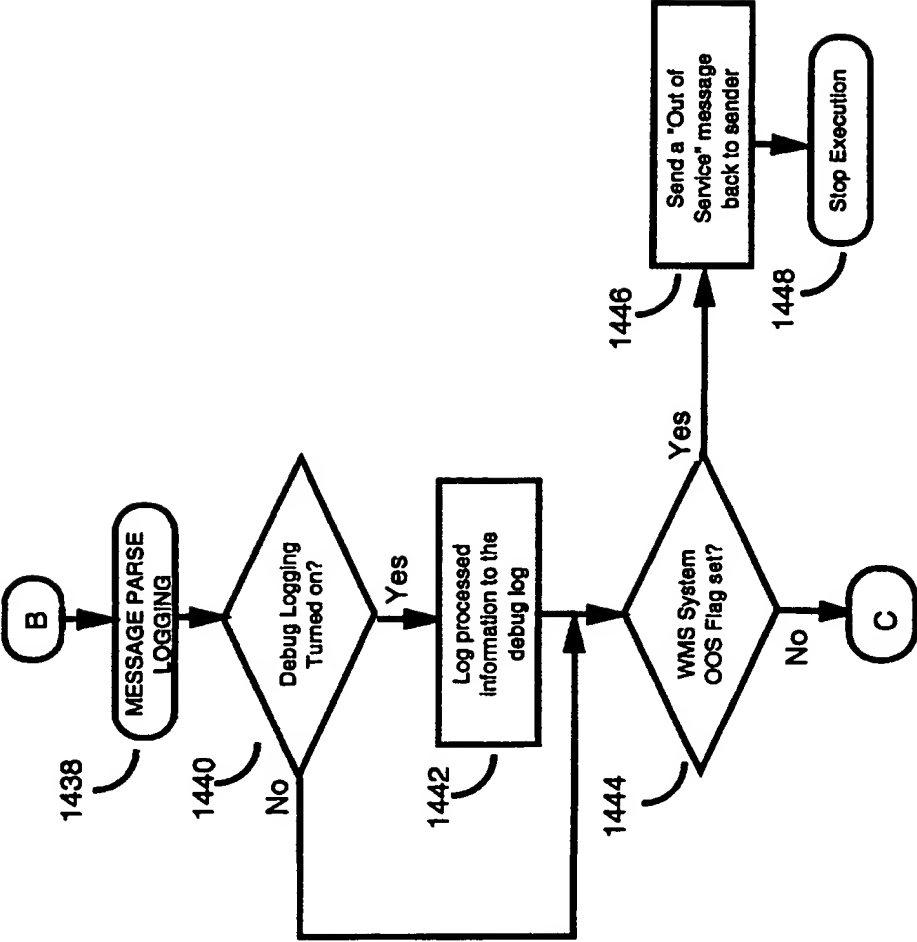 B
1438
MESSAGE PARSE
LOGGING
1440
Debug Logging
Turned on?
No
Yes
1442
Log processed
information to the
debug log
1444
WMS System
OOS Flag set?
Yes
No
C
1446
Send a "Out of
Service" message
back to sender
1448
Stop Execution